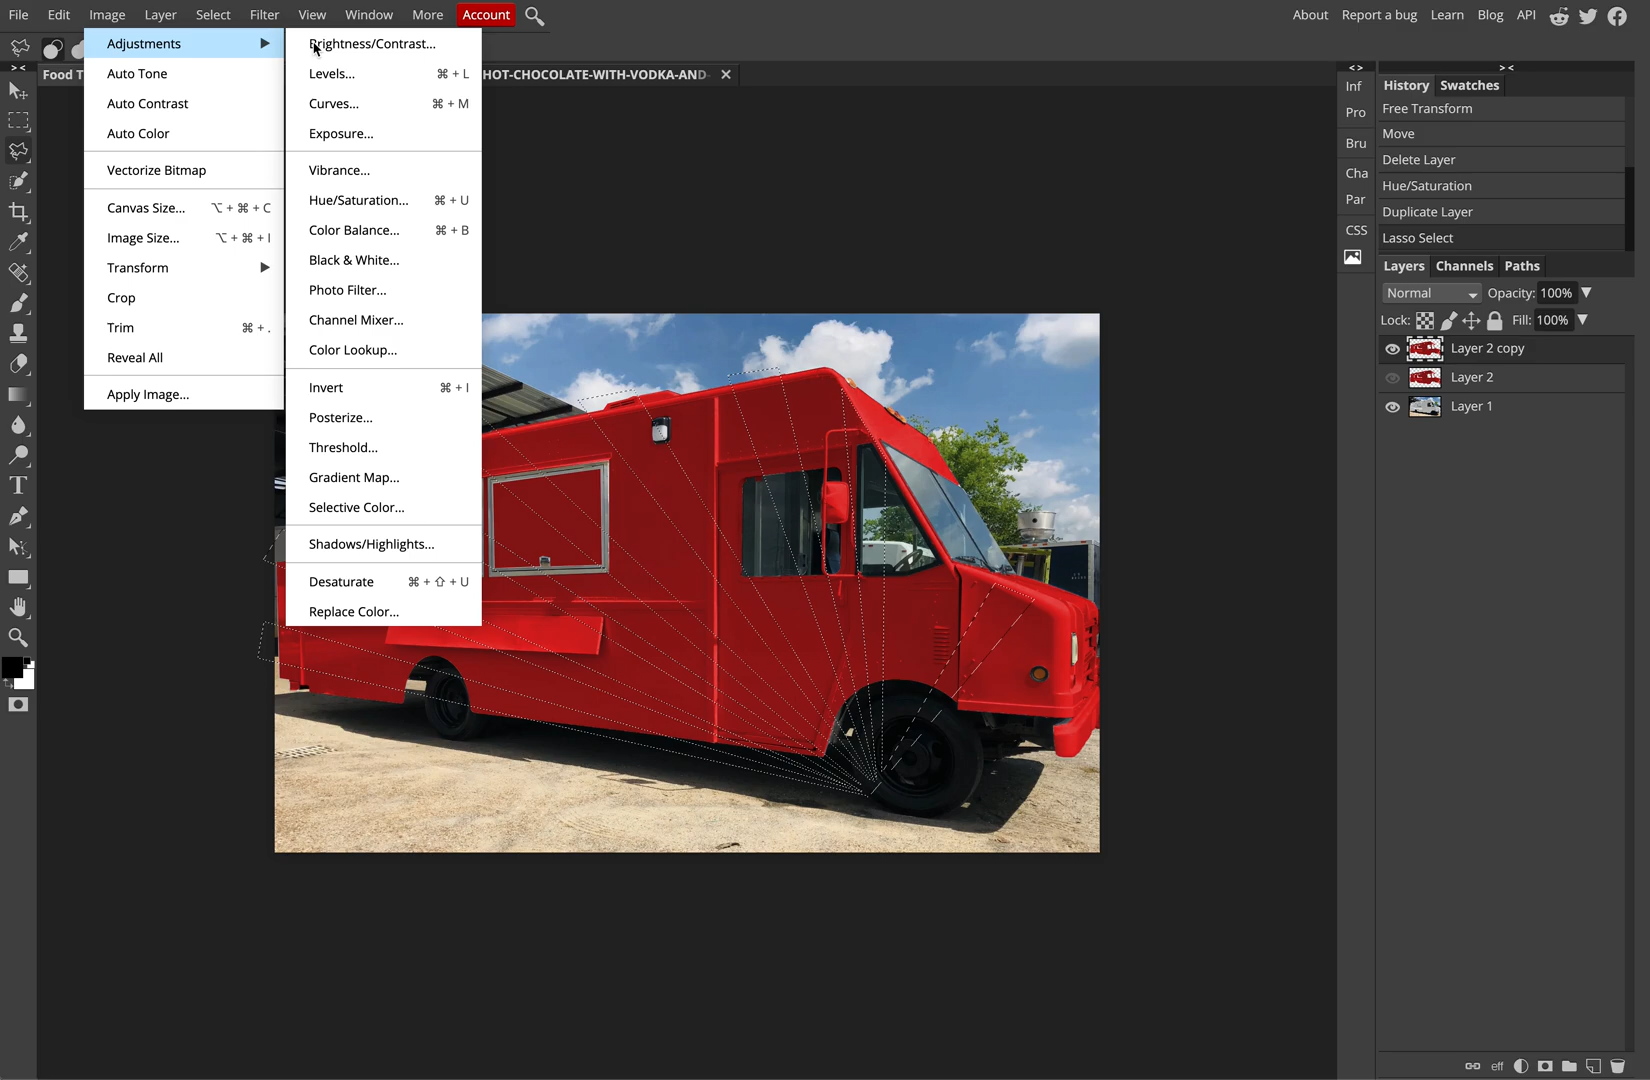 File Edit Image Layer Select Filter View Window More Account
About Report a bug Learn Blog API
Food T
HOT-CHOCOLATE-WITH-VODKA-AND-
Adjustments
Auto Tone
Auto Contrast
Auto Color
Vectorize Bitmap
Canvas Size... ⌥ + ⌘ + C
Image Size... ⌥ + ⌘ + I
Transform
Crop
Trim ⌘ + .
Reveal All
Apply Image...
Brightness/Contrast...
Levels... ⌘ + L
Curves... ⌘ + M
Exposure...
Vibrance...
Hue/Saturation... ⌘ + U
Color Balance... ⌘ + B
Black & White...
Photo Filter...
Channel Mixer...
Color Lookup...
Invert ⌘ + I
Posterize...
Threshold...
Gradient Map...
Selective Color...
Shadows/Highlights...
Desaturate ⌘ + ⇧ + U
Replace Color...
Inf
Pro
Bru
Cha
Par
CSS
History Swatches
Free Transform
Move
Delete Layer
Hue/Saturation
Duplicate Layer
Lasso Select
Layers Channels Paths
Normal Opacity: 100%
Lock: Fill: 100%
Layer 2 copy
Layer 2
Layer 1
eff